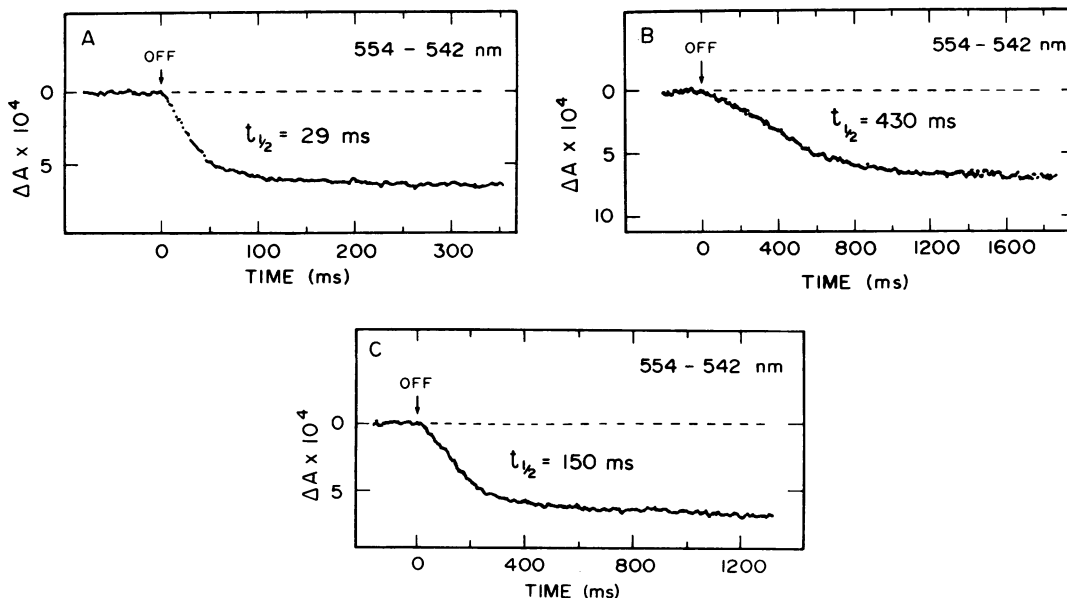 A
554 - 542 nm
OFF
0
5
ΔA x 10⁴
t½ = 29 ms
0 100 200 300
TIME (ms)
B
554 - 542 nm
OFF
0
5
10
ΔA x 10⁴
t½ = 430 ms
0 400 800 1200 1600
TIME (ms)
C
554 - 542 nm
OFF
0
5
ΔA x 10⁴
t½ = 150 ms
0 400 800 1200
TIME (ms)